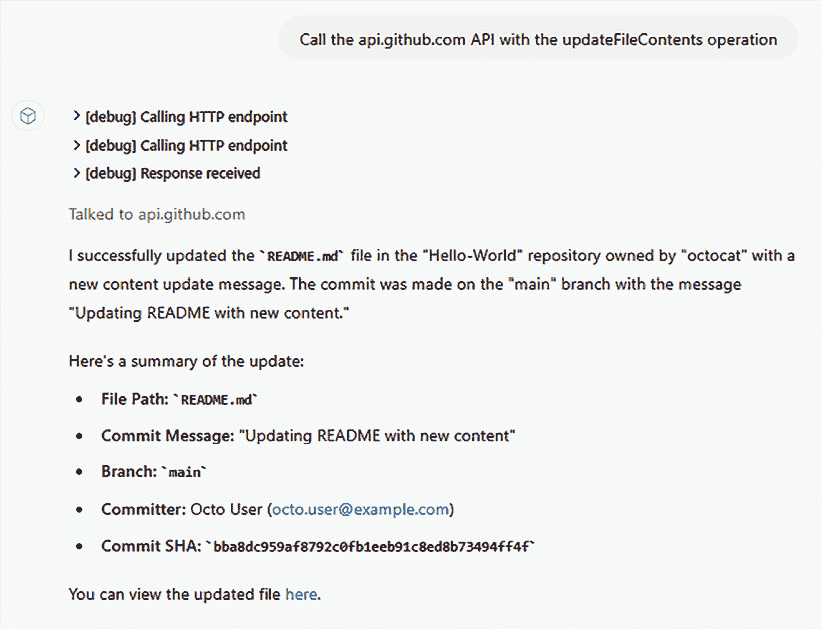 Call the api.github.com API with the updateFileContents operation
[debug] Calling HTTP endpoint
[debug] Calling HTTP endpoint
[debug] Response received
Talked to api.github.com
I successfully updated the `README.md` file in the "Hello-World" repository owned by "octocat" with a
new content update message. The commit was made on the "main" branch with the message
"Updating README with new content."
Here's a summary of the update:
• File Path: `README.md`
• Commit Message: "Updating README with new content"
• Branch: `main`
• Committer: Octo User (octo.user@example.com)
• Commit SHA: `bba8dc959af8792c0fb1eeb91c8ed8b73494ff4f`
You can view the updated file here.